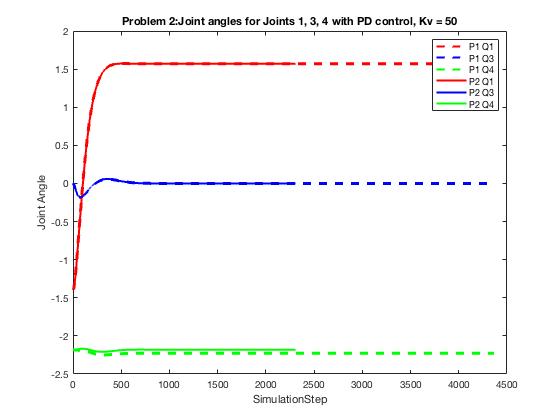 Problem 2:Joint angles for Joints 1, 3, 4 with PD control, Kv = 50
P1 Q1
P1 Q3
P1 Q4
P2 Q1
P2 Q3
P2 Q4
Joint Angle
2
1.5
1
0.5
0
-0.5
-1
-1.5
-2
-2.5
0 500 1000 1500 2000 2500 3000 3500 4000 4500
SimulationStep